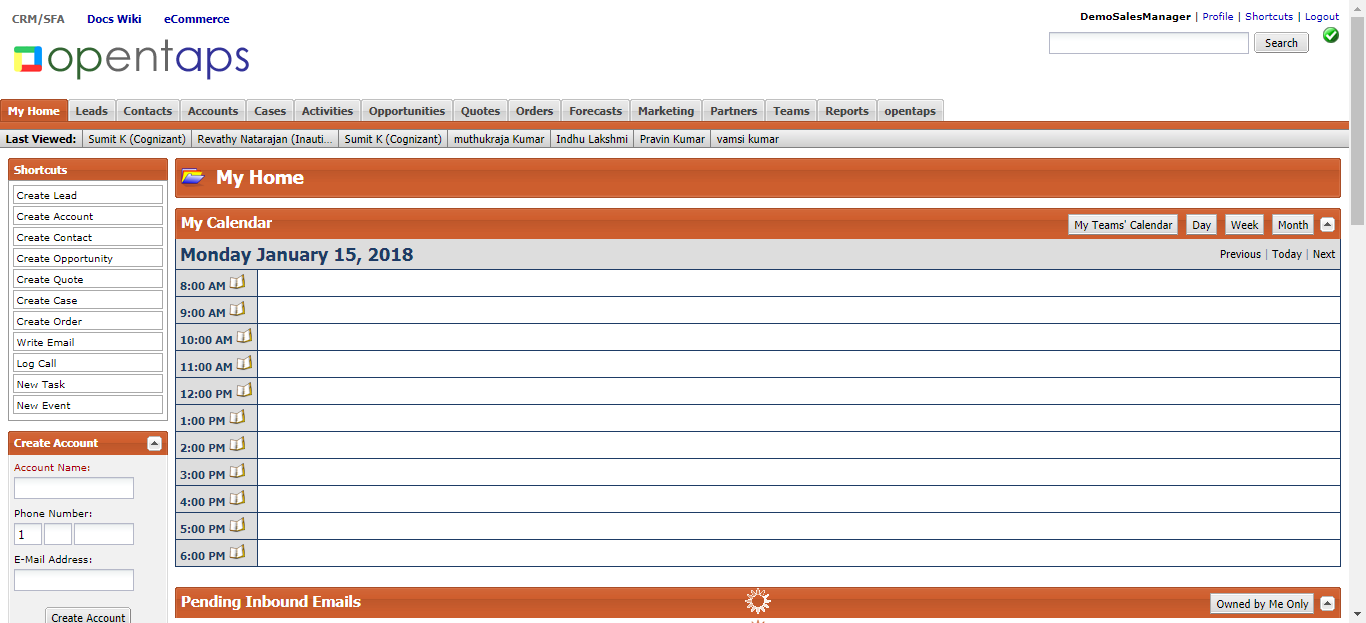 CRM/SFA Docs Wiki eCommerce
DemoSalesManager | Profile | Shortcuts | Logout
opentaps
Search
My Home Leads Contacts Accounts Cases Activities Opportunities Quotes Orders Forecasts Marketing Partners Teams Reports opentaps
Last Viewed: Sumit K (Cognizant) Revathy Natarajan (Inauti... Sumit K (Cognizant) muthukraja Kumar Indhu Lakshmi Pravin Kumar vamsi kumar
Shortcuts
Create Lead
Create Account
Create Contact
Create Opportunity
Create Quote
Create Case
Create Order
Write Email
Log Call
New Task
New Event
Create Account
Account Name:
Phone Number:
1
E-Mail Address:
Create Account
My Home
My Calendar My Teams' Calendar Day Week Month
Monday January 15, 2018 Previous | Today | Next
8:00 AM
9:00 AM
10:00 AM
11:00 AM
12:00 PM
1:00 PM
2:00 PM
3:00 PM
4:00 PM
5:00 PM
6:00 PM
Pending Inbound Emails Owned by Me Only